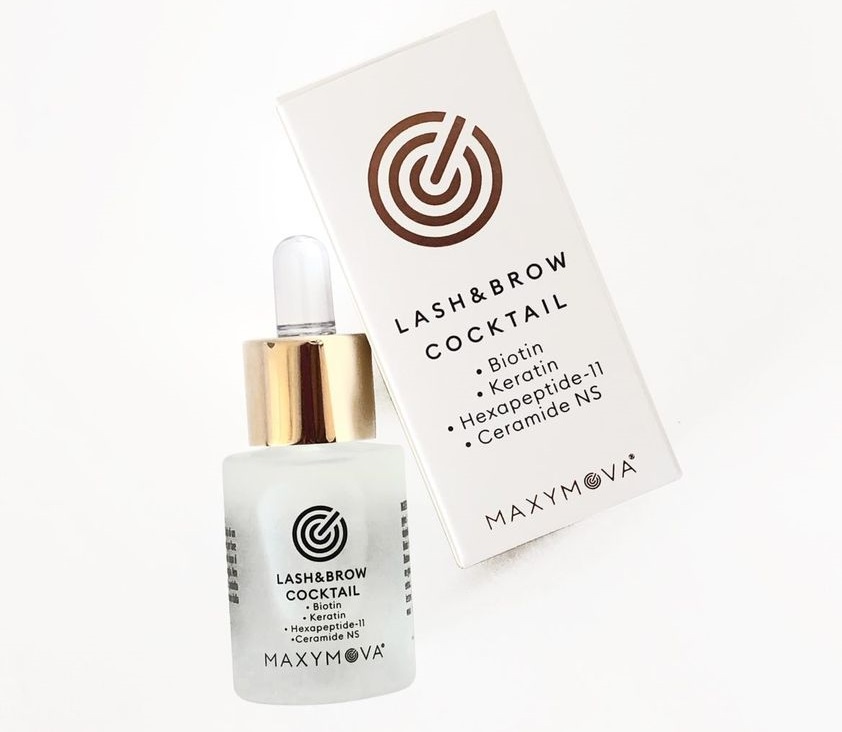 LASH&BROW
COCKTAIL
• Biotin
• Keratin
• Hexapeptide-11
• Ceramide NS
MAXYMOVA®
LASH&BROW
COCKTAIL
• Biotin
• Keratin
• Hexapeptide-11
•Ceramide NS
MAXYMOVA®